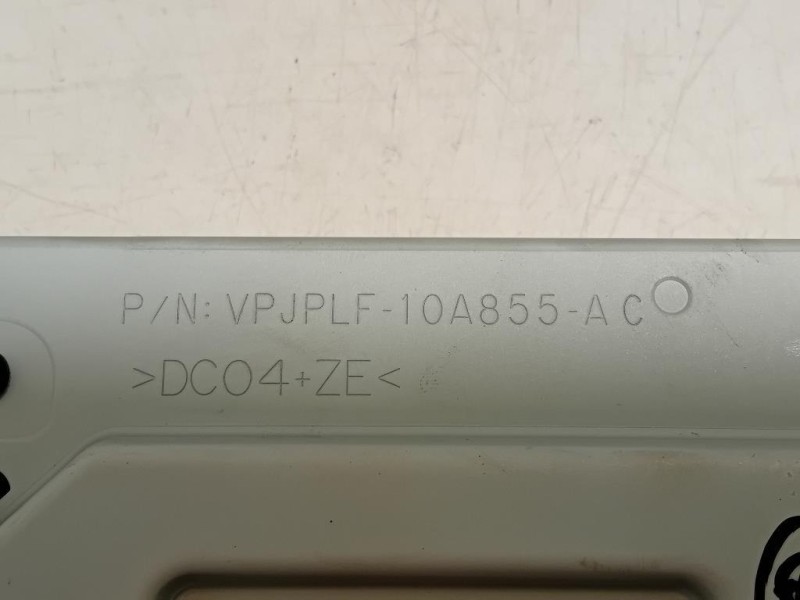 P/N: VPJPLF-10A855-AC
>DC04+ZE<